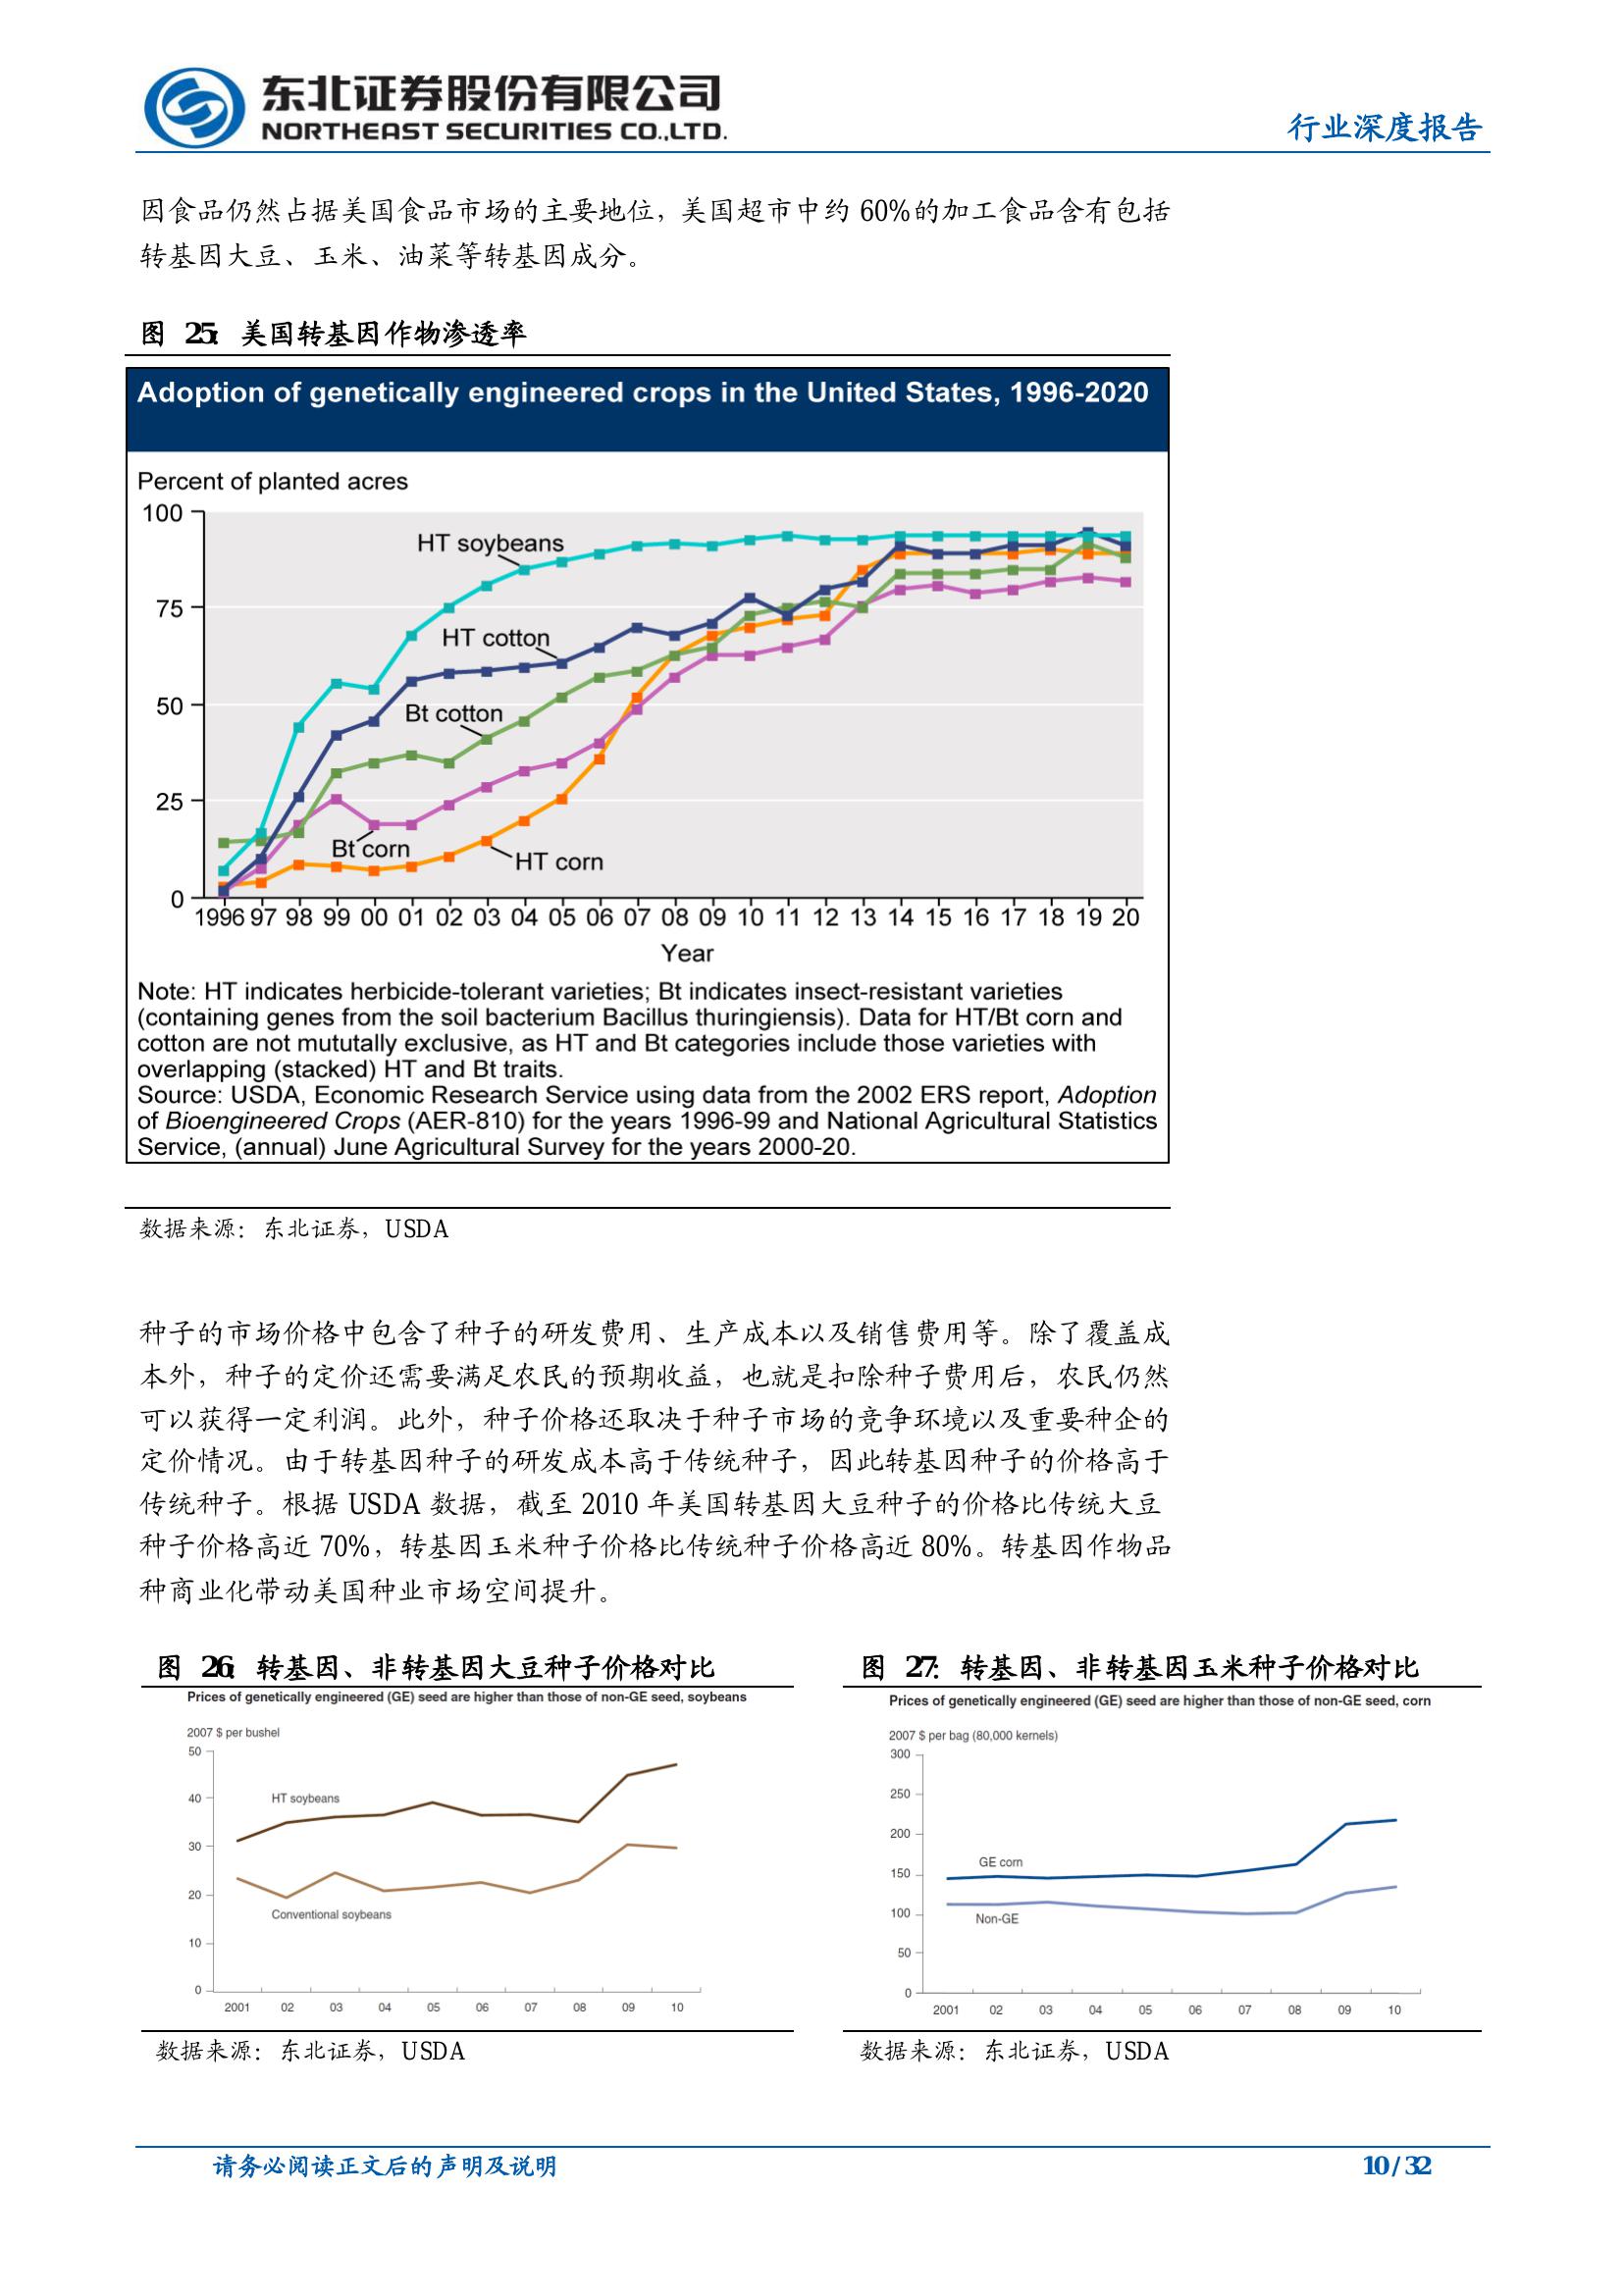 东北证券股份有限公司
NORTHEAST SECURITIES CO.,LTD.
行业深度报告
因食品仍然占据美国食品市场的主要地位，美国超市中约 60%的加工食品含有包括
转基因大豆、玉米、油菜等转基因成分。
图 25：美国转基因作物渗透率
Adoption of genetically engineered crops in the United States, 1996-2020
Percent of planted acres
100
75
50
25
0
HT soybeans
HT cotton
Bt cotton
Bt corn
HT corn
1996 97 98 99 00 01 02 03 04 05 06 07 08 09 10 11 12 13 14 15 16 17 18 19 20
Year
Note: HT indicates herbicide-tolerant varieties; Bt indicates insect-resistant varieties
(containing genes from the soil bacterium Bacillus thuringiensis). Data for HT/Bt corn and
cotton are not mututally exclusive, as HT and Bt categories include those varieties with
overlapping (stacked) HT and Bt traits.
Source: USDA, Economic Research Service using data from the 2002 ERS report, Adoption
of Bioengineered Crops (AER-810) for the years 1996-99 and National Agricultural Statistics
Service, (annual) June Agricultural Survey for the years 2000-20.
数据来源：东北证券，USDA
种子的市场价格中包含了种子的研发费用、生产成本以及销售费用等。除了覆盖成
本外，种子的定价还需要满足农民的预期收益，也就是扣除种子费用后，农民仍然
可以获得一定利润。此外，种子价格还取决于种子市场的竞争环境以及重要种企的
定价情况。由于转基因种子的研发成本高于传统种子，因此转基因种子的价格高于
传统种子。根据 USDA 数据，截至 2010 年美国转基因大豆种子的价格比传统大豆
种子价格高近 70%，转基因玉米种子价格比传统种子价格高近 80%。转基因作物品
种商业化带动美国种业市场空间提升。
图 26：转基因、非转基因大豆种子价格对比
Prices of genetically engineered (GE) seed are higher than those of non-GE seed, soybeans
2007 $ per bushel
50
40
30
20
10
0
HT soybeans
Conventional soybeans
2001 02 03 04 05 06 07 08 09 10
数据来源：东北证券，USDA
图 27：转基因、非转基因玉米种子价格对比
Prices of genetically engineered (GE) seed are higher than those of non-GE seed, corn
2007 $ per bag (80,000 kernels)
300
250
200
150
100
50
0
GE corn
Non-GE
2001 02 03 04 05 06 07 08 09 10
数据来源：东北证券，USDA
请务必阅读正文后的声明及说明
10 / 32